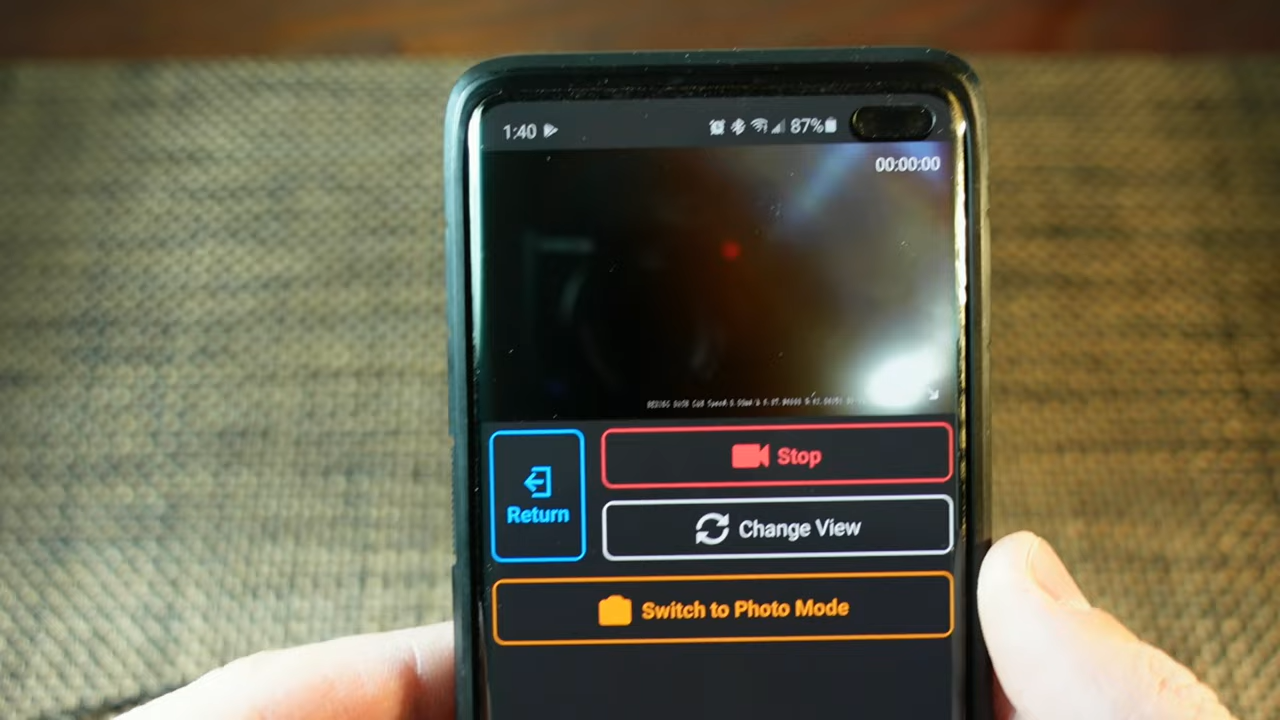 1:40 87%
00:00:00
Stop
Return
Change View
Switch to Photo Mode